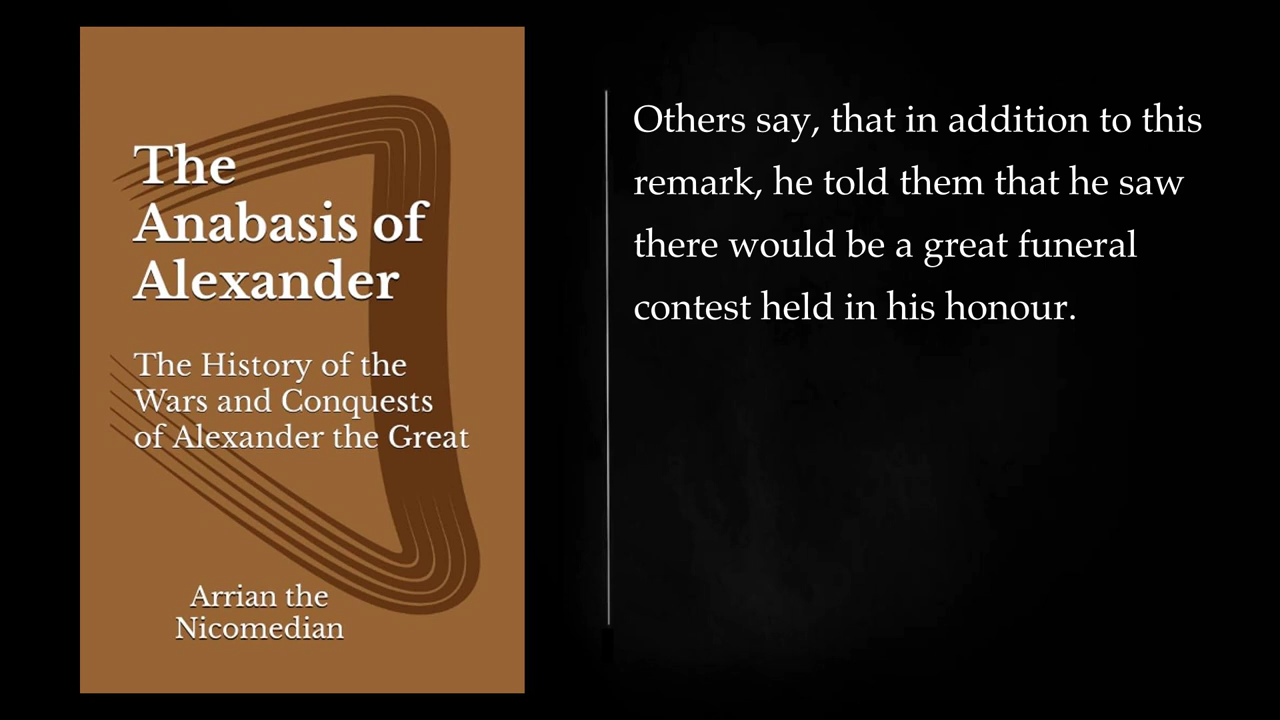 The
Anabasis of
Alexander
The History of the
Wars and Conquests
of Alexander the Great
Arrian the
Nicomedian
Others say, that in addition to this
remark, he told them that he saw
there would be a great funeral
contest held in his honour.